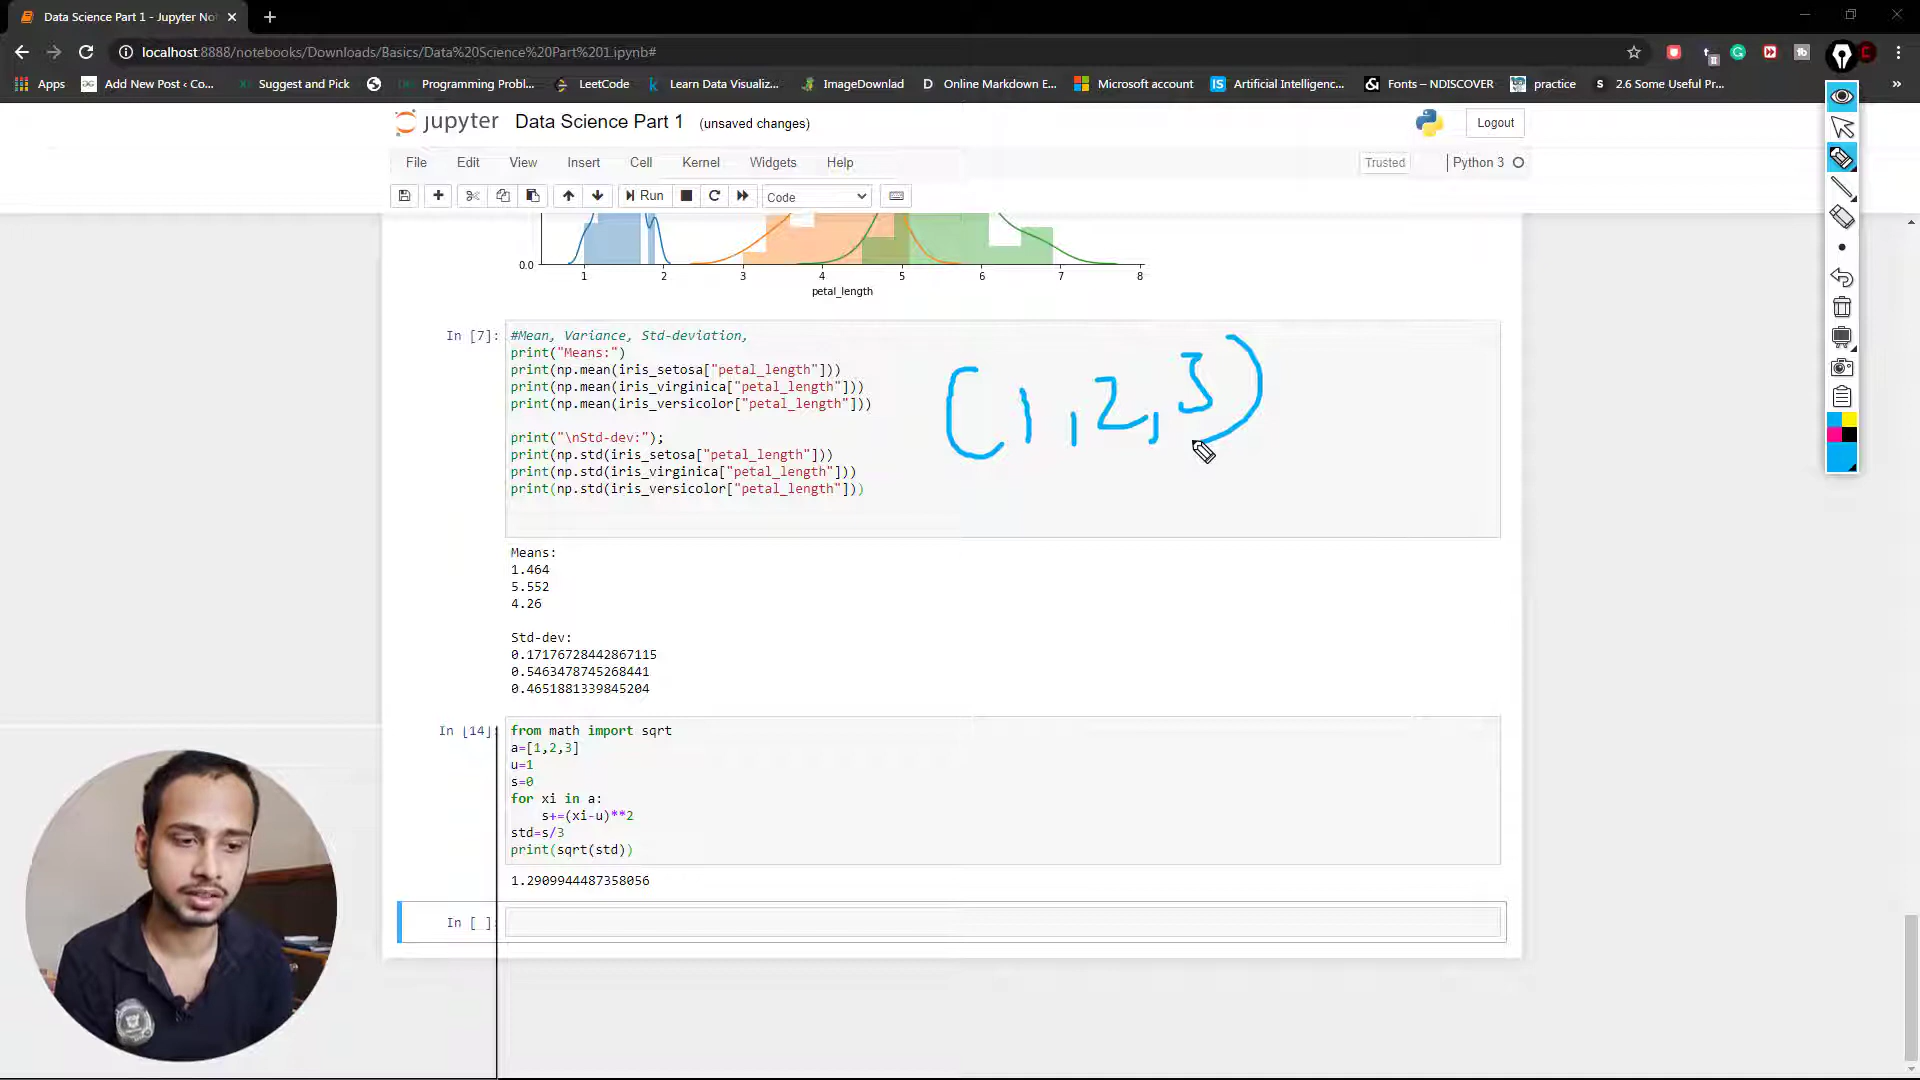 Data Science Part 1 - Jupyter No
localhost:8888/notebooks/Downloads/Basics/Data%20Science%20Part%201.ipynb#
Apps Add New Post ‹ Co... Suggest and Pick Programming Probl... LeetCode Learn Data Visualiz... ImageDownlad Online Markdown E... Microsoft account Artificial Intelligenc... Fonts – NDISCOVER practice 2.6 Some Useful Pr...
jupyter Data Science Part 1 (unsaved changes) Logout
File Edit View Insert Cell Kernel Widgets Help Trusted Python 3
Run Code
0.0
1 2 3 4 5 6 7 8
petal_length
In [7]:
#Mean, Variance, Std-deviation,
print("Means:")
print(np.mean(iris_setosa["petal_length"]))
print(np.mean(iris_virginica["petal_length"]))
print(np.mean(iris_versicolor["petal_length"]))
print("\nStd-dev:");
print(np.std(iris_setosa["petal_length"]))
print(np.std(iris_virginica["petal_length"]))
print(np.std(iris_versicolor["petal_length"]))
(1,2,3)
Means:
1.464
5.552
4.26
Std-dev:
0.17176728442867115
0.5463478745268441
0.4651881339845204
In [14]:
from math import sqrt
a=[1,2,3]
u=1
s=0
for xi in a:
s+=(xi-u)**2
std=s/3
print(sqrt(std))
1.2909944487358056
In [ ]: